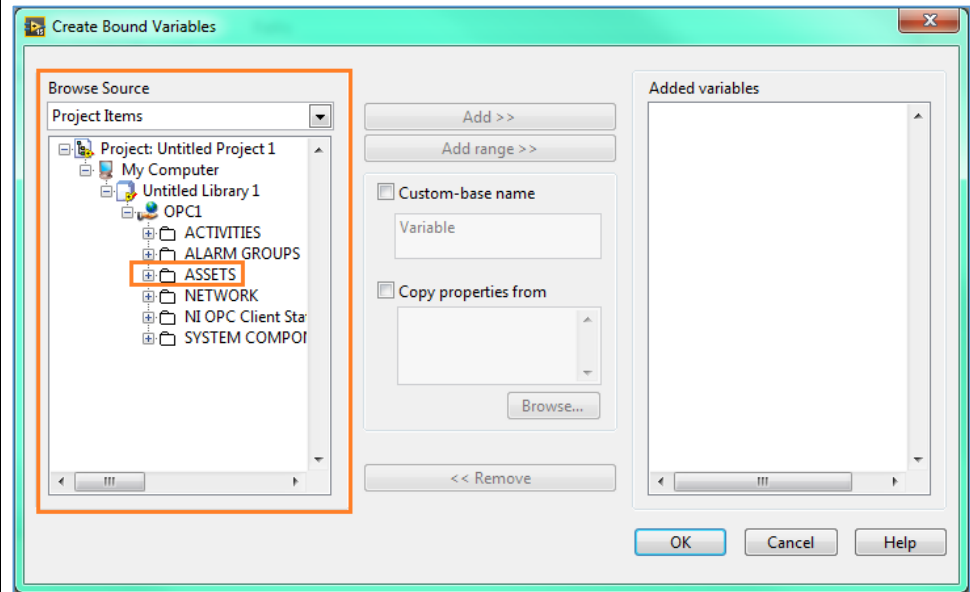 Create Bound Variables
Browse Source
Project Items
Project: Untitled Project 1
My Computer
Untitled Library 1
OPC1
ACTIVITIES
ALARM GROUPS
ASSETS
NETWORK
NI OPC Client Sta
SYSTEM COMPO
Add >>
Add range >>
Custom-base name
Variable
Copy properties from
Browse...
<< Remove
Added variables
OK
Cancel
Help